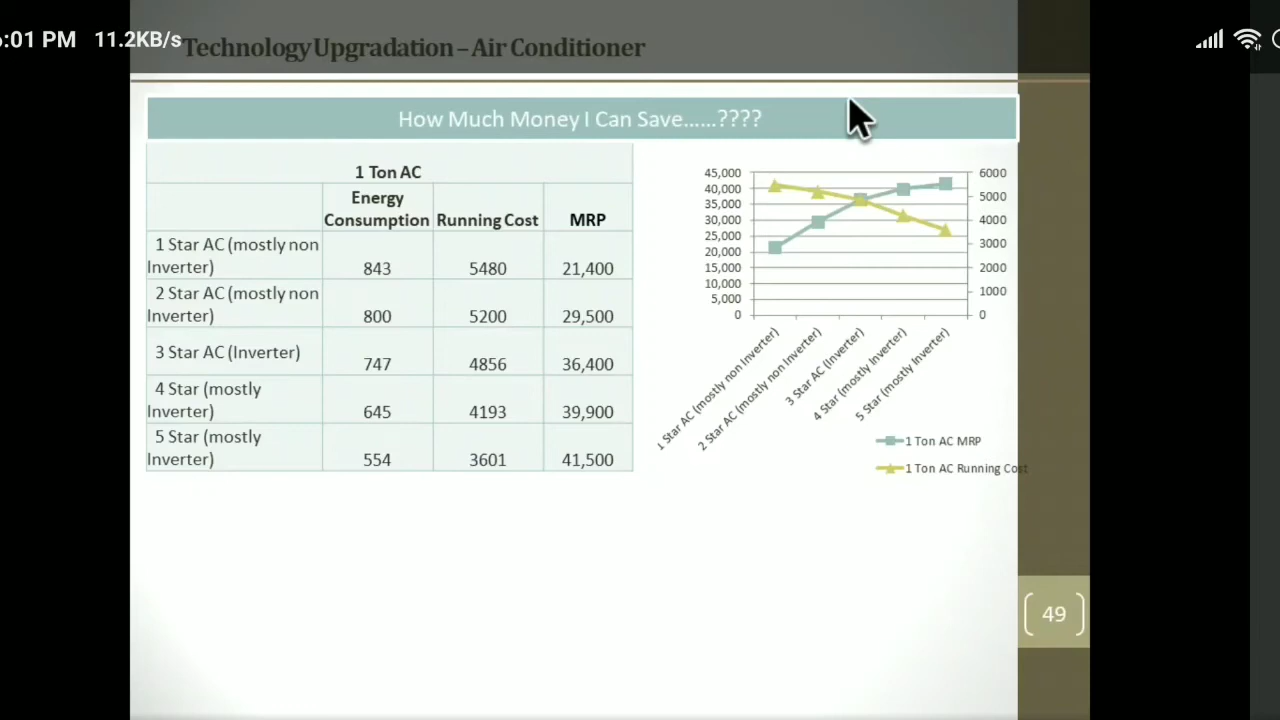 :01 PM 11.2KB/s
Technology Upgradation – Air Conditioner
How Much Money I Can Save......????
1 Ton AC
Energy Consumption Running Cost MRP
1 Star AC (mostly non Inverter) 843 5480 21,400
2 Star AC (mostly non Inverter) 800 5200 29,500
3 Star AC (Inverter) 747 4856 36,400
4 Star (mostly Inverter) 645 4193 39,900
5 Star (mostly Inverter) 554 3601 41,500
45,000
40,000
35,000
30,000
25,000
20,000
15,000
10,000
5,000
0
6000
5000
4000
3000
2000
1000
0
1 Star AC (mostly non Inverter)
2 Star AC (mostly non Inverter)
3 Star AC (Inverter)
4 Star (mostly Inverter)
5 Star (mostly Inverter)
1 Ton AC MRP
1 Ton AC Running Cost
49